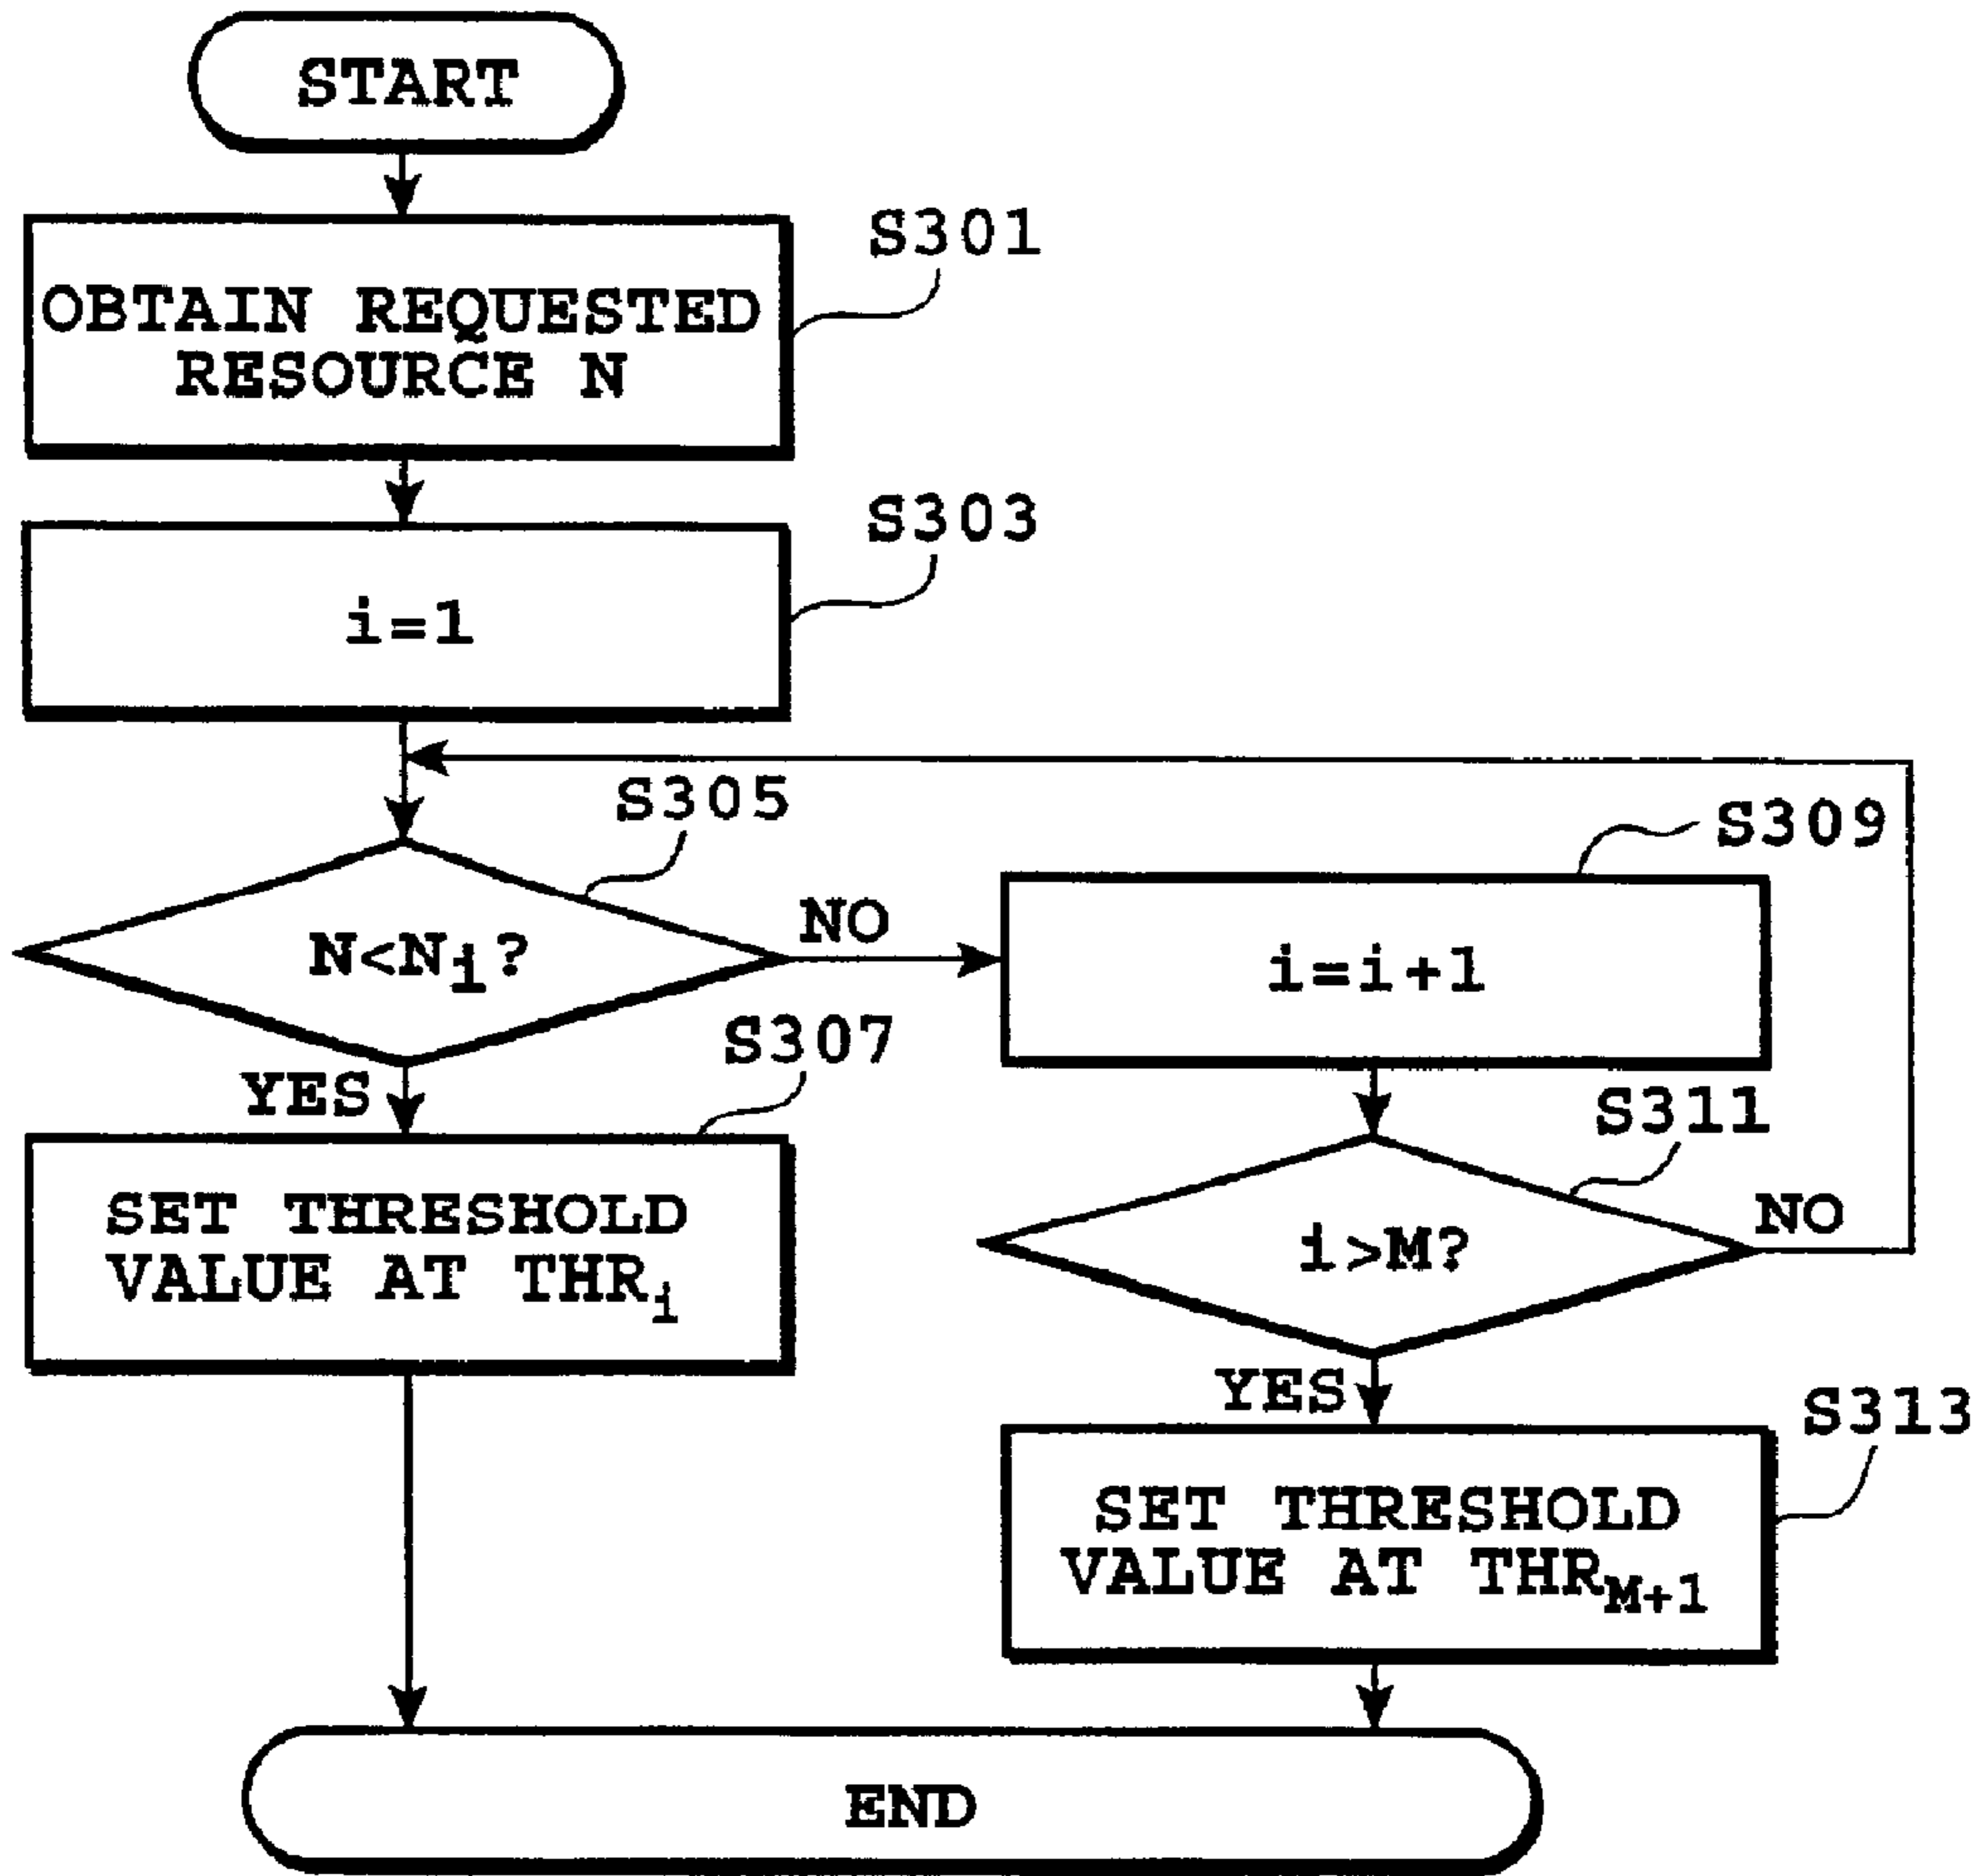 START
S301
OBTAIN REQUESTED
RESOURCE N
S303
i=1
S305
N<Nᵢ?
NO
YES
S307
SET THRESHOLD
VALUE AT THRᵢ
S309
i=i+1
S311
i>M?
NO
YES
S313
SET THRESHOLD
VALUE AT THR_M+1
END